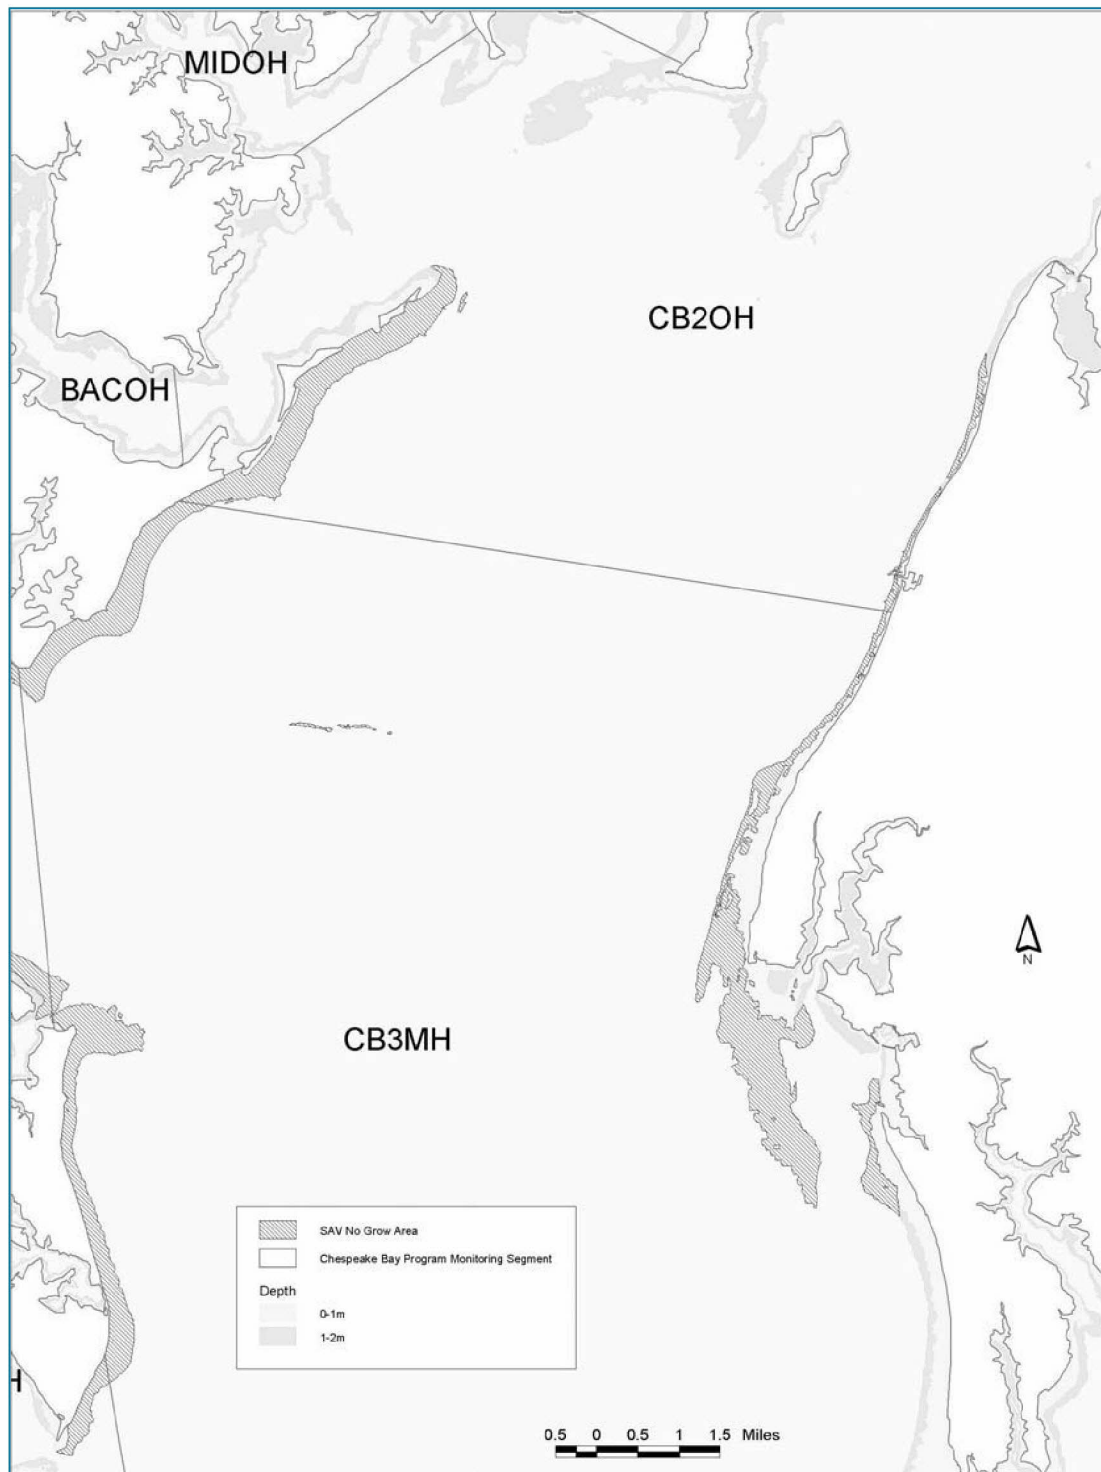 MIDOH
CB2OH
BACOH
N
CB3MH
SAV No Grow Area
Chespeake Bay Program Monitoring Segment
Depth
0-1m
1-2m
H
0.5 0 0.5 1 1.5 Miles